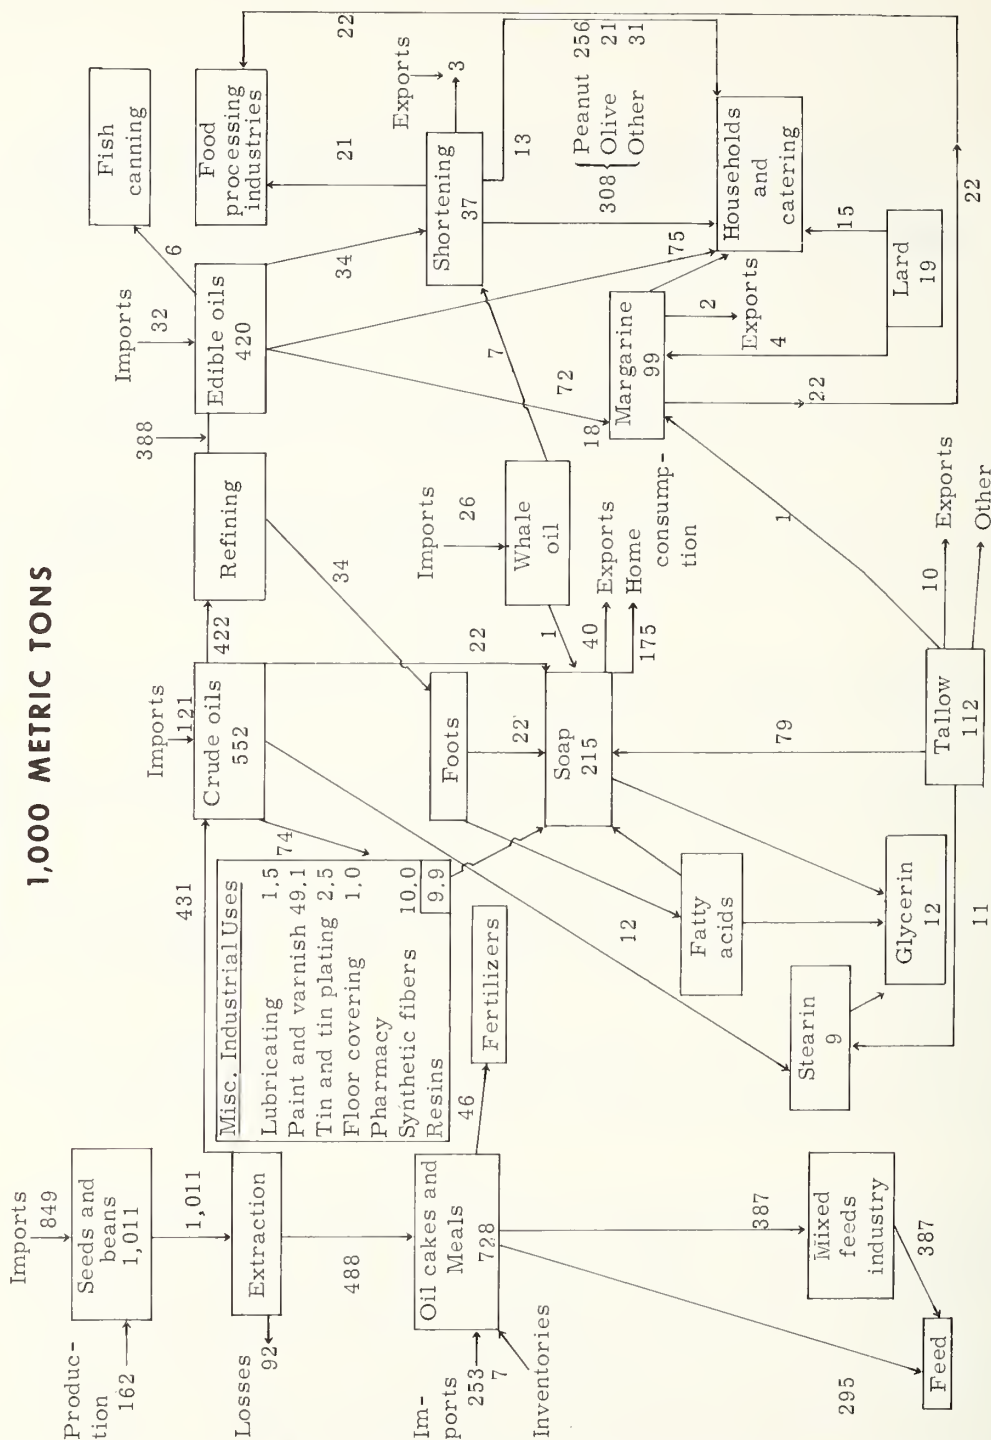 1,000 METRIC TONS
Imports
849
Seeds and
beans
1,011
Produc-
tion
162
1,011
Extraction
Losses
92
431
488
Im-
ports
253
7
Inventories
Oil cakes and
Meals
728
46
Fertilizers
387
Mixed
feeds
industry
387
295
Feed
Misc. Industrial Uses
Lubricating 1.5
Paint and varnish 49.1
Tin and tin plating 2.5
Floor covering 1.0
Pharmacy
Synthetic fibers 10.0
Resins 9.9
74
Imports
121
Crude oils
552
422
Refining
388
Imports
32
Edible oils
420
6
Fish
canning
Food
processing
industries
22
34
21
Shortening
37
Exports
3
13
Peanut 256
308 Olive 21
Other 31
34
22
Foots
22
12
Soap
215
1
Imports
26
Whale
oil
7
40
Exports
Home
consump-
tion
175
72
18
Margarine
99
75
Households
and
catering
2
Exports
4
15
Lard
19
22
22
1
Fatty
acids
79
Stearin
9
Glycerin
12
11
Tallow
112
10
Exports
Other